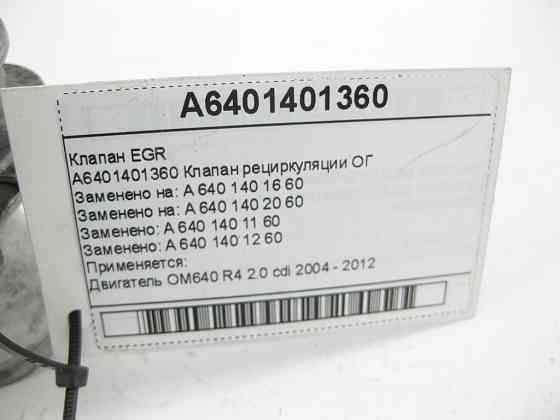 A6401401360
Клапан EGR
A6401401360 Клапан рециркуляции ОГ
Заменено на: A 640 140 16 60
Заменено на: A 640 140 20 60
Заменено: A 640 140 11 60
Заменено: A 640 140 12 60
Применяется:
Двигатель OM640 R4 2.0 cdi 2004 - 2012